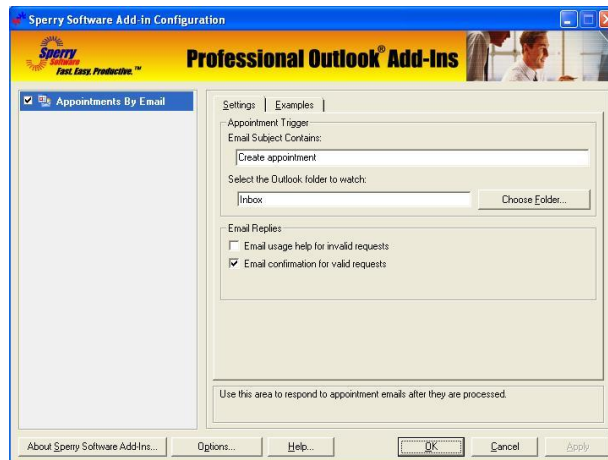 Sperry Software Add-in Configuration
Sperry
Software
Fast. Easy. Productive.™
Professional Outlook® Add-Ins
Appointments By Email
Settings
Examples
Appointment Trigger
Email Subject Contains:
Create appointment
Select the Outlook folder to watch:
Inbox
Choose Folder...
Email Replies
Email usage help for invalid requests
Email confirmation for valid requests
Use this area to respond to appointment emails after they are processed.
About Sperry Software Add-Ins...
Options...
Help...
OK
Cancel
Apply